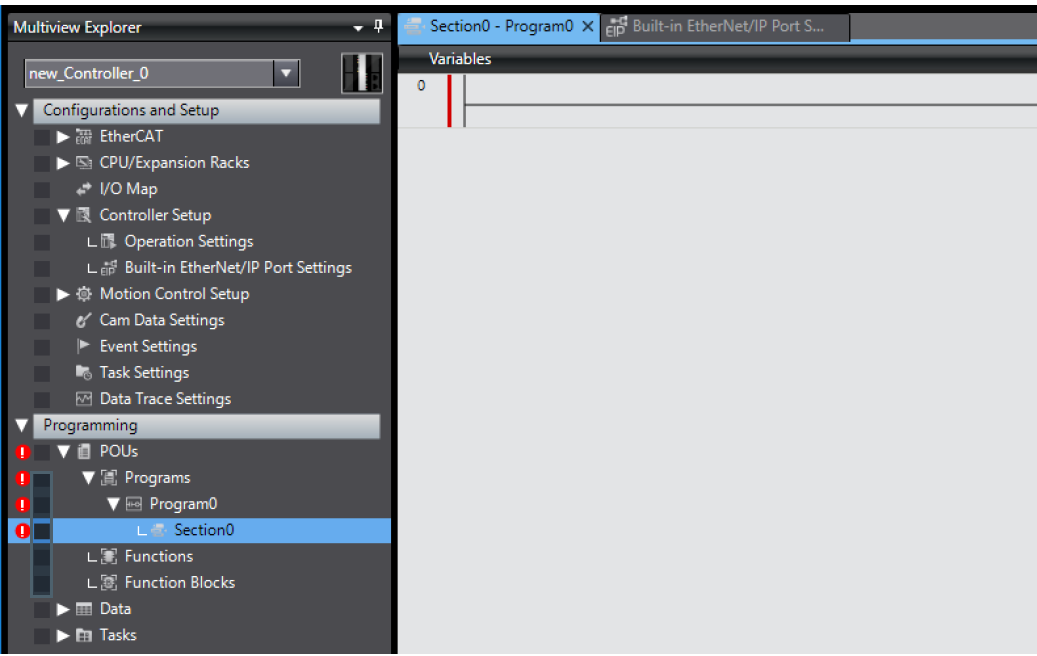 Multiview Explorer
new_Controller_0
Configurations and Setup
EtherCAT
CPU/Expansion Racks
I/O Map
Controller Setup
Operation Settings
Built-in EtherNet/IP Port Settings
Motion Control Setup
Cam Data Settings
Event Settings
Task Settings
Data Trace Settings
Programming
POUs
Programs
Program0
Section0
Functions
Function Blocks
Data
Tasks
Section0 - Program0
EIP Built-in EtherNet/IP Port S...
Variables
0